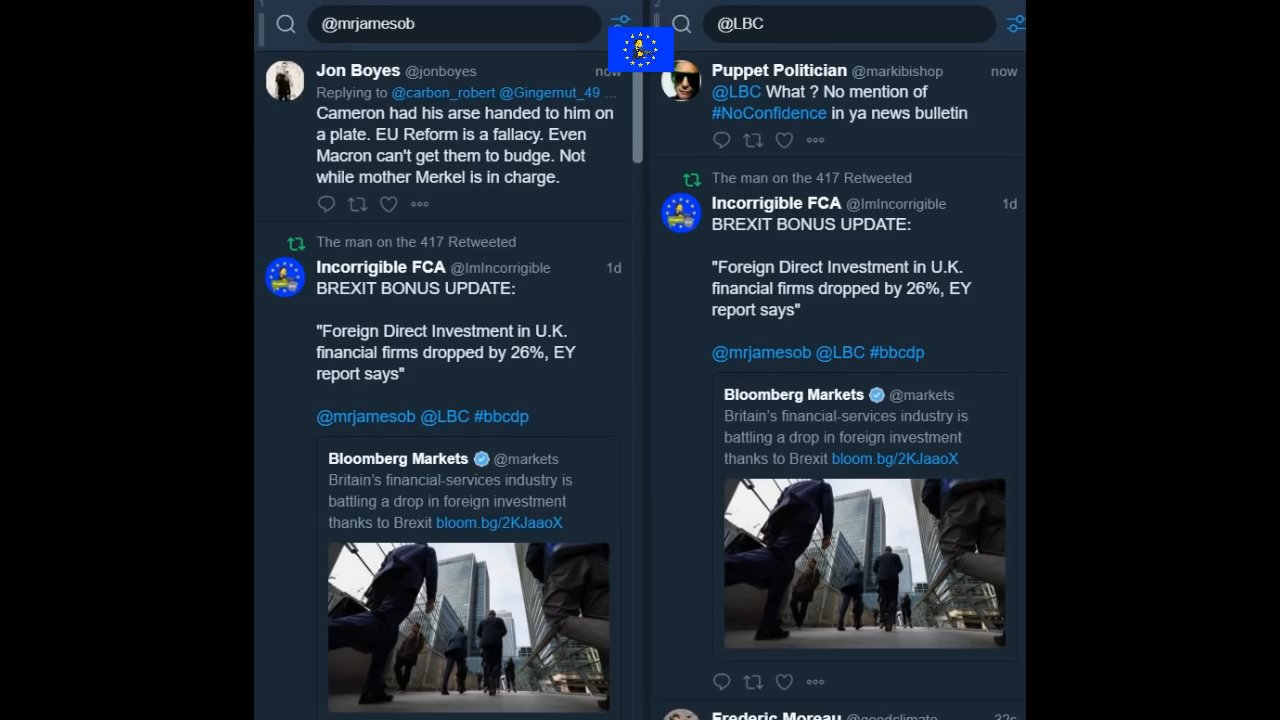 1
@mrjamesob
Jon Boyes @jonboyes now
Replying to @carbon_robert @Gingernut_49 ...
Cameron had his arse handed to him on
a plate. EU Reform is a fallacy. Even
Macron can't get them to budge. Not
while mother Merkel is in charge.
The man on the 417 Retweeted
Incorrigible FCA @ImIncorrigible 1d
BREXIT BONUS UPDATE:
"Foreign Direct Investment in U.K.
financial firms dropped by 26%, EY
report says"
@mrjamesob @LBC #bbcdp
Bloomberg Markets @markets
Britain's financial-services industry is
battling a drop in foreign investment
thanks to Brexit bloom.bg/2KJaaoX
2
@LBC
Puppet Politician @markibishop now
@LBC What ? No mention of
#NoConfidence in ya news bulletin
The man on the 417 Retweeted
Incorrigible FCA @ImIncorrigible 1d
BREXIT BONUS UPDATE:
"Foreign Direct Investment in U.K.
financial firms dropped by 26%, EY
report says"
@mrjamesob @LBC #bbcdp
Bloomberg Markets @markets
Britain's financial-services industry is
battling a drop in foreign investment
thanks to Brexit bloom.bg/2KJaaoX
Frederic Moreau @goodsclimate 32s